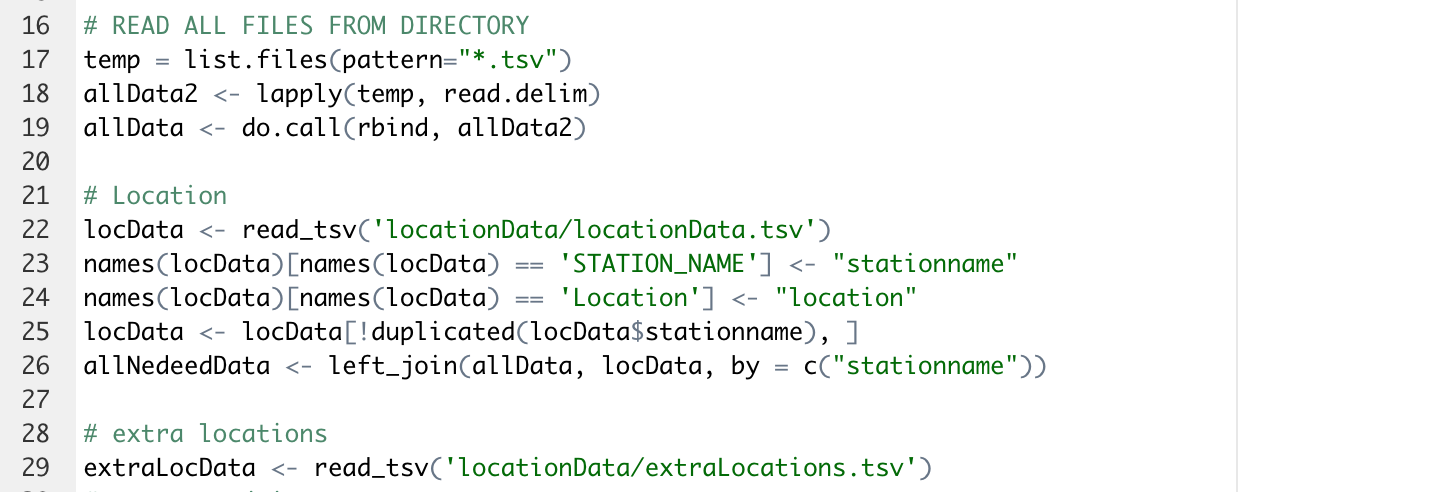 16 # READ ALL FILES FROM DIRECTORY
17 temp = list.files(pattern="*.tsv")
18 allData2 <- lapply(temp, read.delim)
19 allData <- do.call(rbind, allData2)
20
21 # Location
22 locData <- read_tsv('locationData/locationData.tsv')
23 names(locData)[names(locData) == 'STATION_NAME'] <- "stationname"
24 names(locData)[names(locData) == 'Location'] <- "location"
25 locData <- locData[!duplicated(locData$stationname), ]
26 allNedeedData <- left_join(allData, locData, by = c("stationname"))
27
28 # extra locations
29 extraLocData <- read_tsv('locationData/extraLocations.tsv')